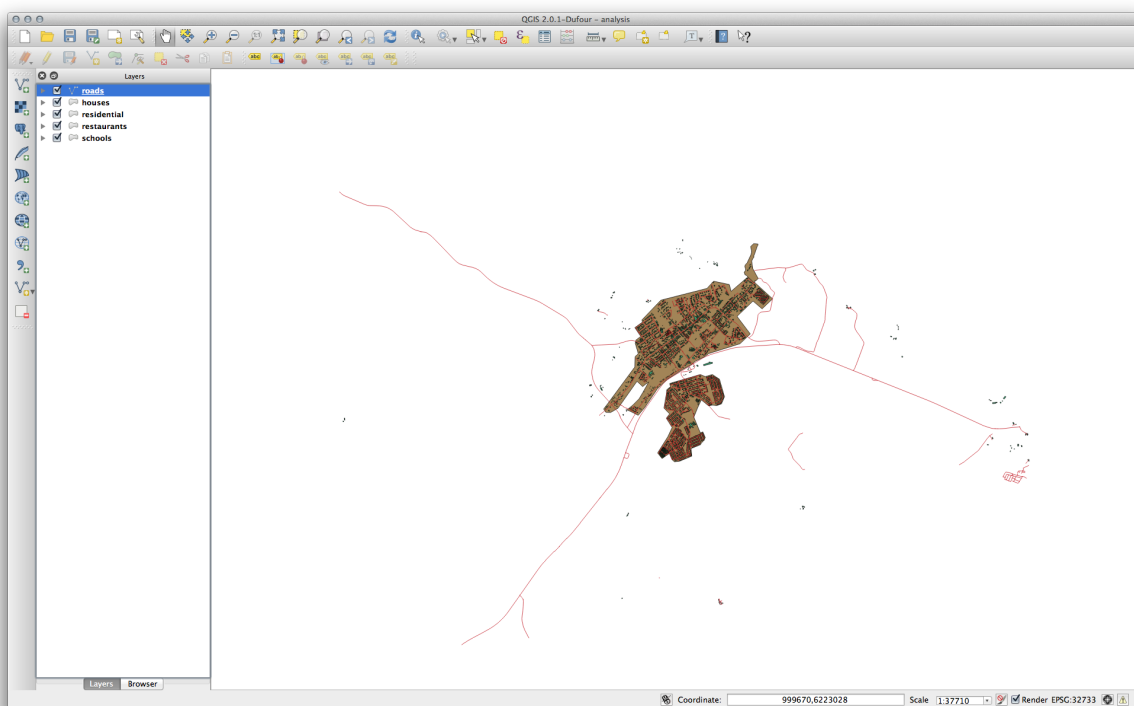 QGIS 2.0.1-Dufour - analysis
Layers
roads
houses
residential
restaurants
schools
Layers Browser
Coordinate: 999670,6223028 Scale 1:37710 Render EPSG:32733